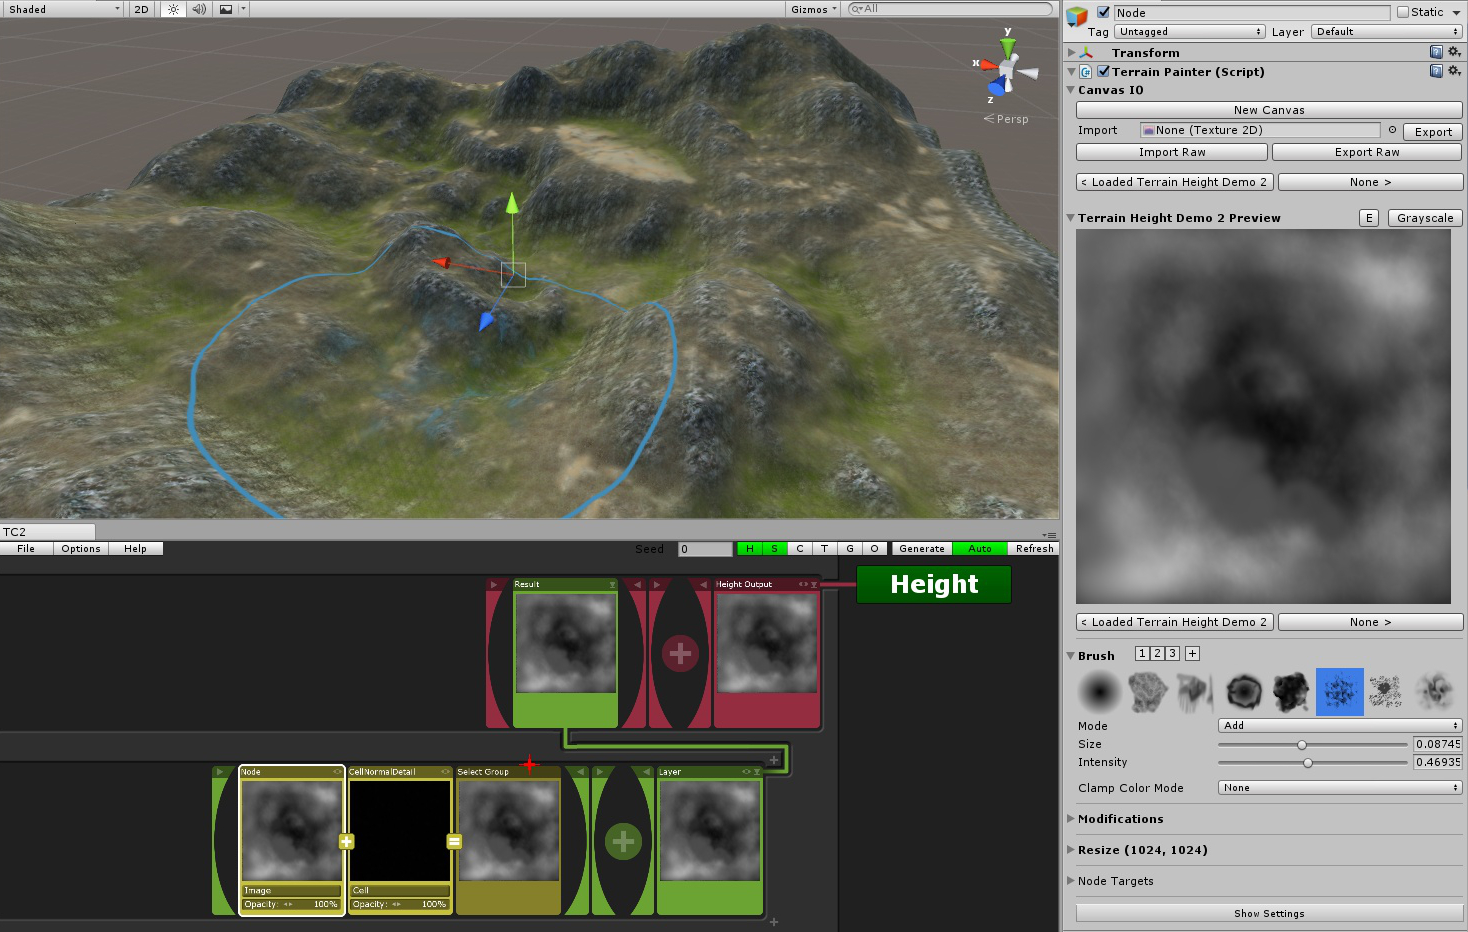 Shaded
2D
Gizmos
All
y
x
z
Persp
TC2
File Options Help
Seed 0
H S C T G O
Generate Auto Refresh
Result
Height Output
Height
Node
CellNormalDetail
Select Group
Layer
Image
Cell
Opacity: 100%
Opacity: 100%
Node
Static
Tag Untagged Layer Default
Transform
Terrain Painter (Script)
Canvas IO
New Canvas
Import None (Texture 2D) Export
Import Raw Export Raw
< Loaded Terrain Height Demo 2 None >
Terrain Height Demo 2 Preview E Grayscale
< Loaded Terrain Height Demo 2 None >
Brush 1 2 3 +
Mode Add
Size 0.08745
Intensity 0.46935
Clamp Color Mode None
Modifications
Resize (1024, 1024)
Node Targets
Show Settings